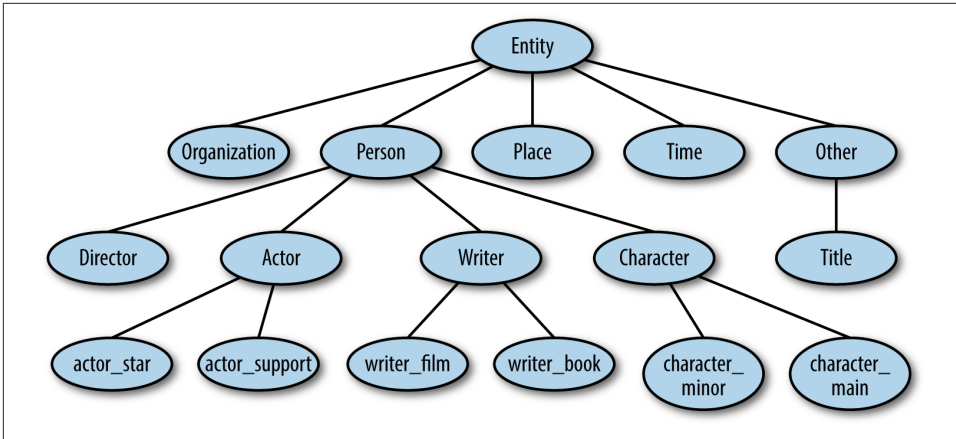 Entity
Organization
Person
Place
Time
Other
Director
Actor
Writer
Character
Title
actor_star
actor_support
writer_film
writer_book
character_
minor
character_
main